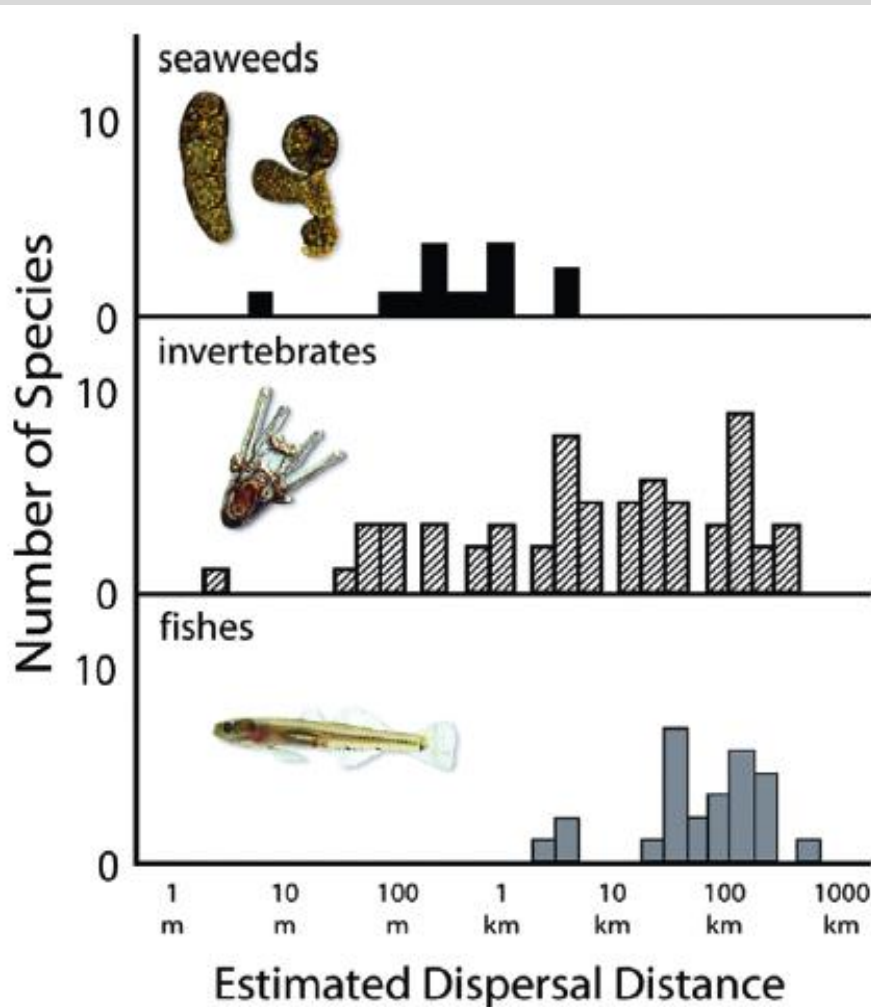 seaweeds
10
0
invertebrates
10
0
fishes
10
0
Number of Species
1 10 100 1 10 100 1000
m m m km km km km
Estimated Dispersal Distance